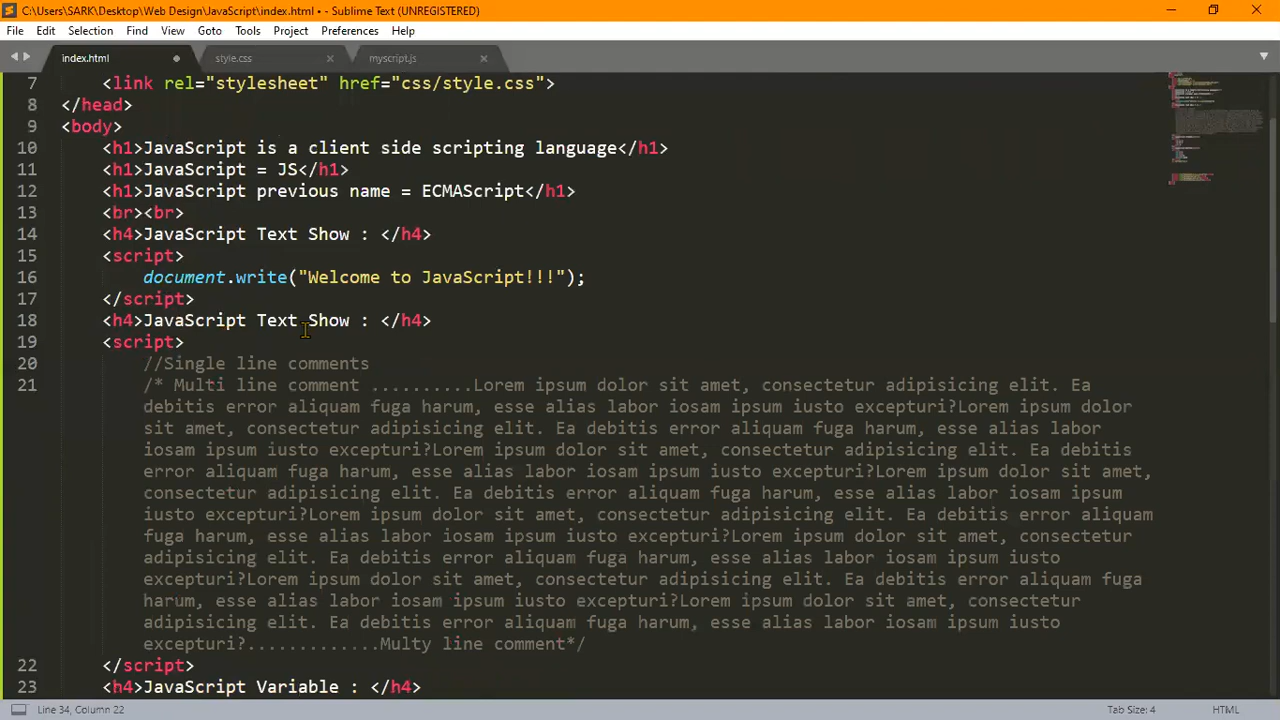 C:\Users\SARK\Desktop\Web Design\JavaScript\index.html • - Sublime Text (UNREGISTERED)
File Edit Selection Find View Goto Tools Project Preferences Help
index.html style.css myscript.js
7 <link rel="stylesheet" href="css/style.css">
8 </head>
9 <body>
10 <h1>JavaScript is a client side scripting language</h1>
11 <h1>JavaScript = JS</h1>
12 <h1>JavaScript previous name = ECMAScript</h1>
13 <br><br>
14 <h4>JavaScript Text Show : </h4>
15 <script>
16 document.write("Welcome to JavaScript!!!");
17 </script>
18 <h4>JavaScript Text Show : </h4>
19 <script>
20 //Single line comments
21 /* Multi line comment ..........Lorem ipsum dolor sit amet, consectetur adipisicing elit. Ea
debitis error aliquam fuga harum, esse alias labor iosam ipsum iusto excepturi?Lorem ipsum dolor
sit amet, consectetur adipisicing elit. Ea debitis error aliquam fuga harum, esse alias labor
iosam ipsum iusto excepturi?Lorem ipsum dolor sit amet, consectetur adipisicing elit. Ea debitis
error aliquam fuga harum, esse alias labor iosam ipsum iusto excepturi?Lorem ipsum dolor sit amet,
consectetur adipisicing elit. Ea debitis error aliquam fuga harum, esse alias labor iosam ipsum
iusto excepturi?Lorem ipsum dolor sit amet, consectetur adipisicing elit. Ea debitis error aliquam
fuga harum, esse alias labor iosam ipsum iusto excepturi?Lorem ipsum dolor sit amet, consectetur
adipisicing elit. Ea debitis error aliquam fuga harum, esse alias labor iosam ipsum iusto
excepturi?Lorem ipsum dolor sit amet, consectetur adipisicing elit. Ea debitis error aliquam fuga
harum, esse alias labor iosam ipsum iusto excepturi?Lorem ipsum dolor sit amet, consectetur
adipisicing elit. Ea debitis error aliquam fuga harum, esse alias labor iosam ipsum iusto
excepturi?.............Multy line comment*/
22 </script>
23 <h4>JavaScript Variable : </h4>
Line 34, Column 22 Tab Size: 4 HTML